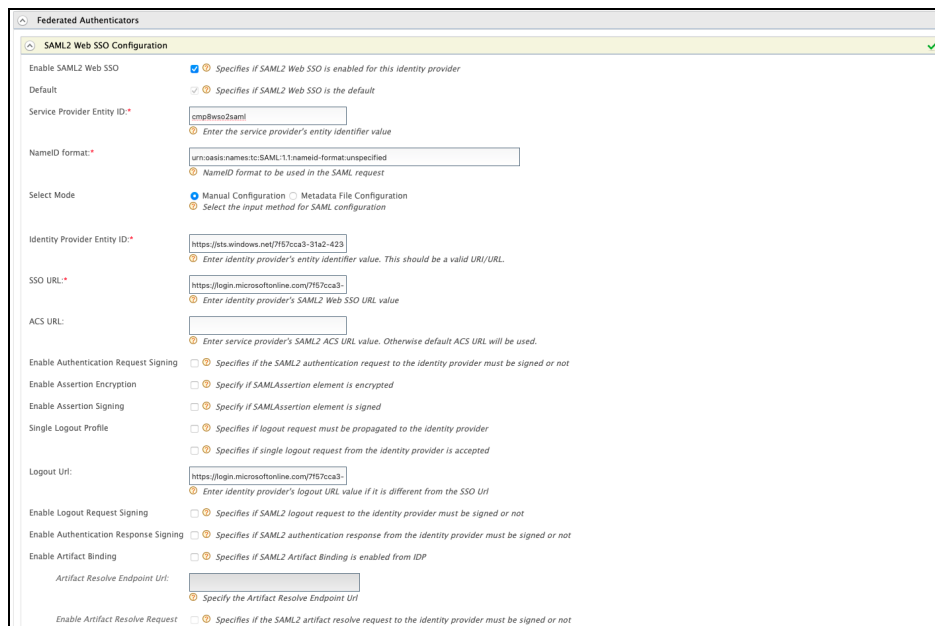 Federated Authenticators
SAML2 Web SSO Configuration
Enable SAML2 Web SSO
Specifies if SAML2 Web SSO is enabled for this identity provider
Default
Specifies if SAML2 Web SSO is the default
Service Provider Entity ID:*
cmp8wso2saml
Enter the service provider's entity identifier value
NameID format:*
urn:oasis:names:tc:SAML:1.1:nameid-format:unspecified
NameID format to be used in the SAML request
Select Mode
Manual Configuration
Metadata File Configuration
Select the input method for SAML configuration
Identity Provider Entity ID:*
https://sts.windows.net/7f57cca3-31a2-423
Enter identity provider's entity identifier value. This should be a valid URI/URL.
SSO URL:*
https://login.microsoftonline.com/7f57cca3-
Enter identity provider's SAML2 Web SSO URL value
ACS URL:
Enter service provider's SAML2 ACS URL value. Otherwise default ACS URL will be used.
Enable Authentication Request Signing
Specifies if the SAML2 authentication request to the identity provider must be signed or not
Enable Assertion Encryption
Specify if SAMLAssertion element is encrypted
Enable Assertion Signing
Specify if SAMLAssertion element is signed
Single Logout Profile
Specifies if logout request must be propagated to the identity provider
Specifies if single logout request from the identity provider is accepted
Logout Url:
https://login.microsoftonline.com/7f57cca3-
Enter identity provider's logout URL value if it is different from the SSO Url
Enable Logout Request Signing
Specifies if SAML2 logout request to the identity provider must be signed or not
Enable Authentication Response Signing
Specifies if SAML2 authentication response from the identity provider must be signed or not
Enable Artifact Binding
Specifies if SAML2 Artifact Binding is enabled from IDP
Artifact Resolve Endpoint Url:
Specify the Artifact Resolve Endpoint Url
Enable Artifact Resolve Request
Specifies if the SAML2 artifact resolve request to the identity provider must be signed or not